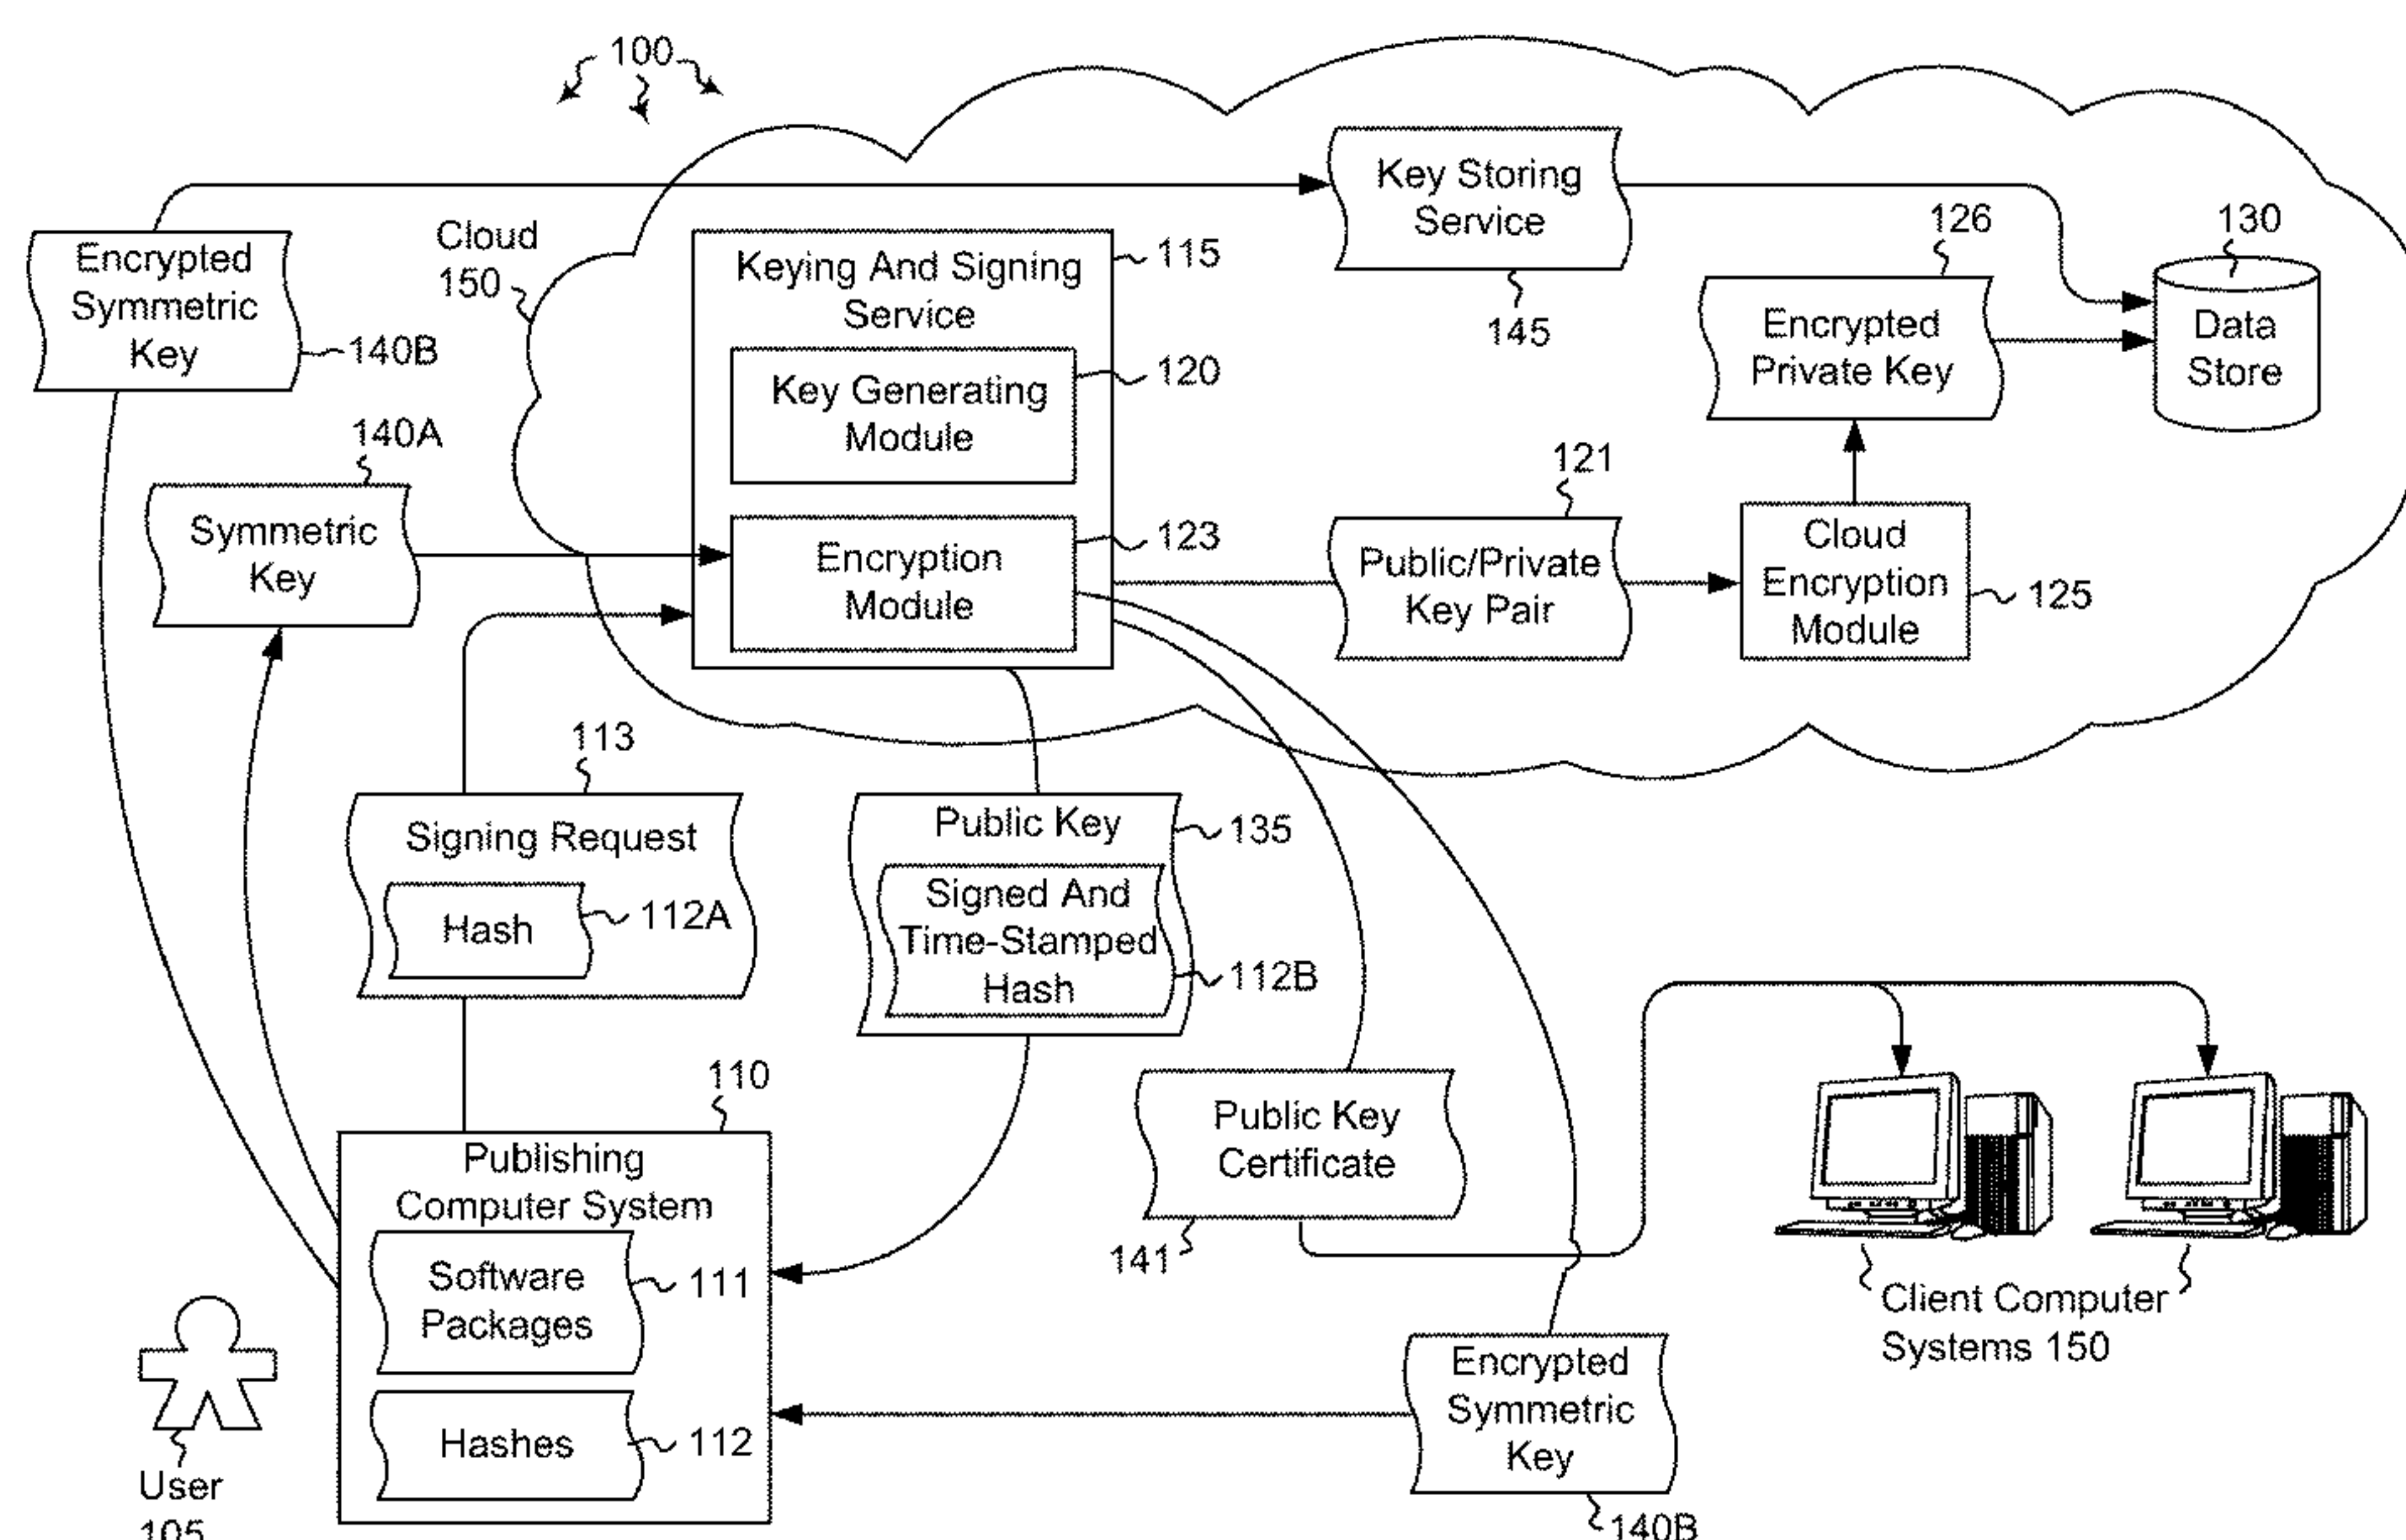 100
Key Storing
Service
145
126
130
Data
Store
Encrypted
Private Key
Encrypted
Symmetric
Key
140B
Cloud
150
Keying And Signing
Service
115
Key Generating
Module
120
Encryption
Module
123
140A
Symmetric
Key
121
Public/Private
Key Pair
Cloud
Encryption
Module
125
113
Signing Request
Hash
112A
Public Key
135
Signed And
Time-Stamped
Hash
112B
110
Publishing
Computer System
Software
Packages
111
Hashes
112
Public Key
Certificate
141
Client Computer
Systems 150
Encrypted
Symmetric
Key
140B
User
105